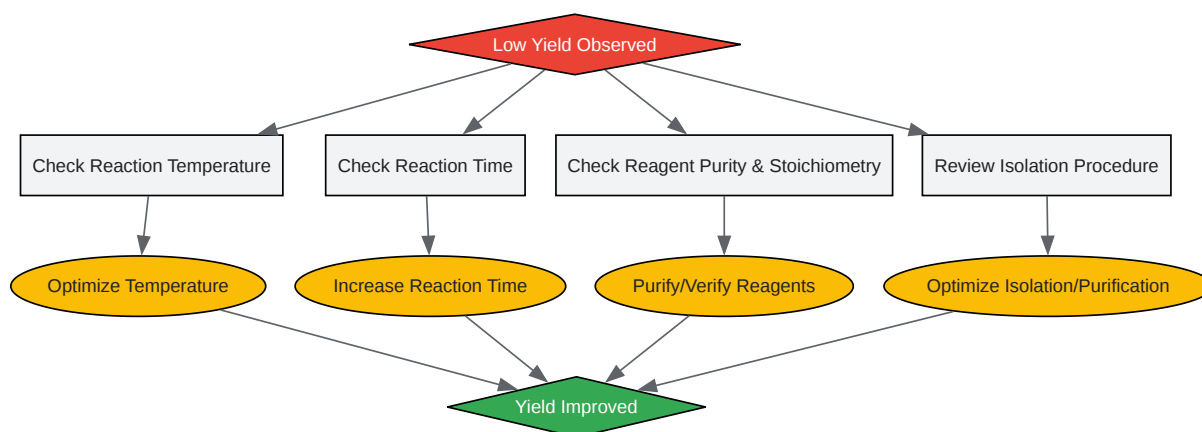 Low Yield Observed
Check Reaction Temperature
Check Reaction Time
Check Reagent Purity & Stoichiometry
Review Isolation Procedure
Optimize Temperature
Increase Reaction Time
Purify/Verify Reagents
Optimize Isolation/Purification
Yield Improved